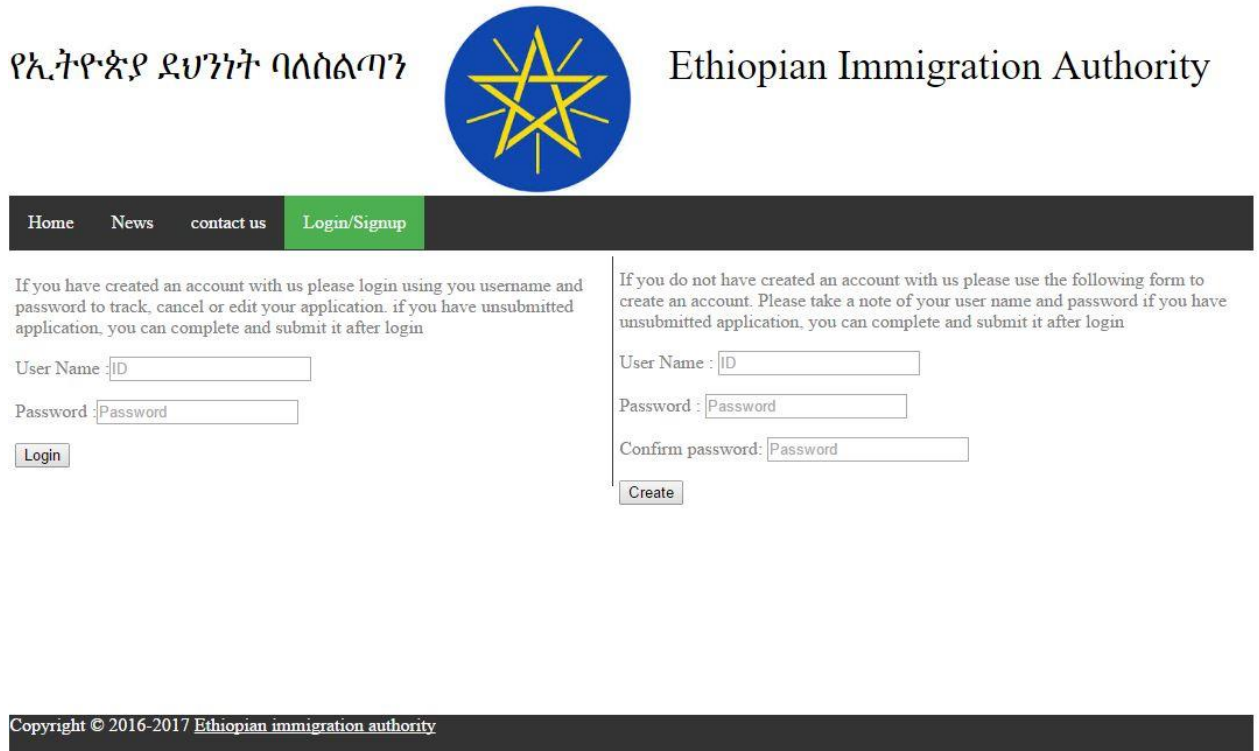 የኢትዮጵያ ደህንነት ባለስልጣን
Ethiopian Immigration Authority
Home News contact us Login/Signup
If you have created an account with us please login using you username and
password to track, cancel or edit your application. if you have unsubmitted
application, you can complete and submit it after login
User Name :ID
Password :Password
Login
If you do not have created an account with us please use the following form to
create an account. Please take a note of your user name and password if you have
unsubmitted application, you can complete and submit it after login
User Name : ID
Password : Password
Confirm password: Password
Create
Copyright © 2016-2017 Ethiopian immigration authority